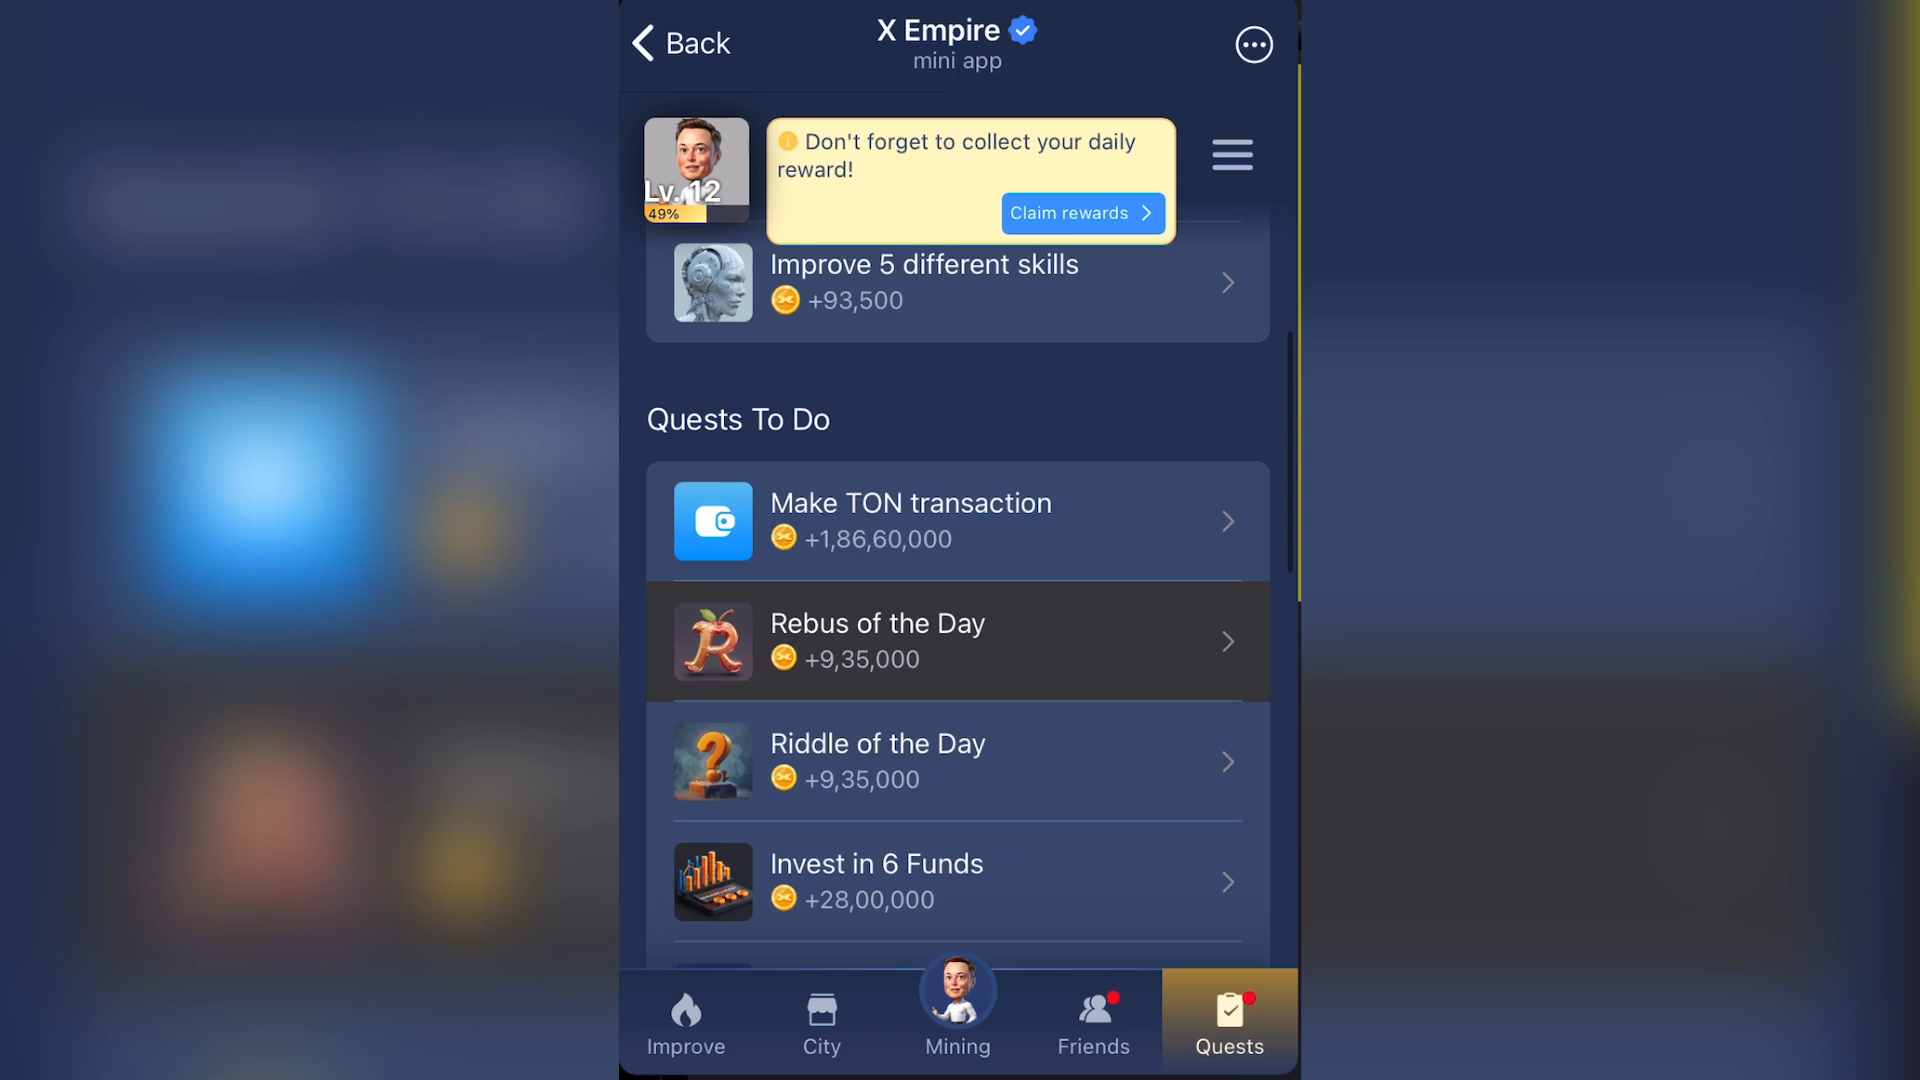 Back
X Empire
mini app
Lv. 12
49%
Don't forget to collect your daily
reward!
Claim rewards
Improve 5 different skills
+93,500
Quests To Do
Make TON transaction
+1,86,60,000
Rebus of the Day
+9,35,000
Riddle of the Day
+9,35,000
Invest in 6 Funds
+28,00,000
Improve
City
Mining
Friends
Quests